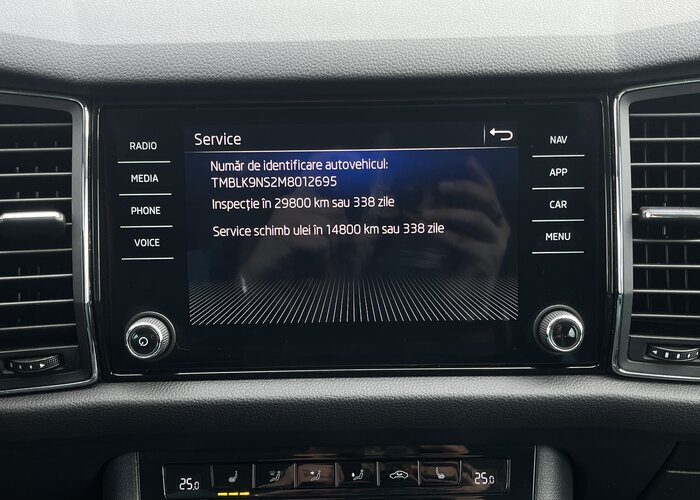 Service
Număr de identificare autovehicul:
TMBLK9NS2M8012695
Inspecție în 29800 km sau 338 zile
Service schimb ulei în 14800 km sau 338 zile
RADIO
MEDIA
PHONE
VOICE
NAV
APP
CAR
MENU
25.0
25.0